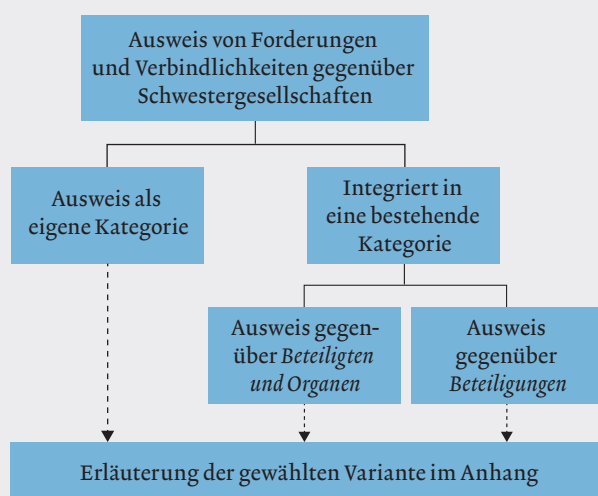 Ausweis von Forderungen
und Verbindlichkeiten gegenüber
Schwestergesellschaften
Ausweis als
eigene Kategorie
Integriert in
eine bestehende
Kategorie
Ausweis gegen-
über Beteiligten
und Organen
Ausweis
gegenüber
Beteiligungen
Erläuterung der gewählten Variante im Anhang